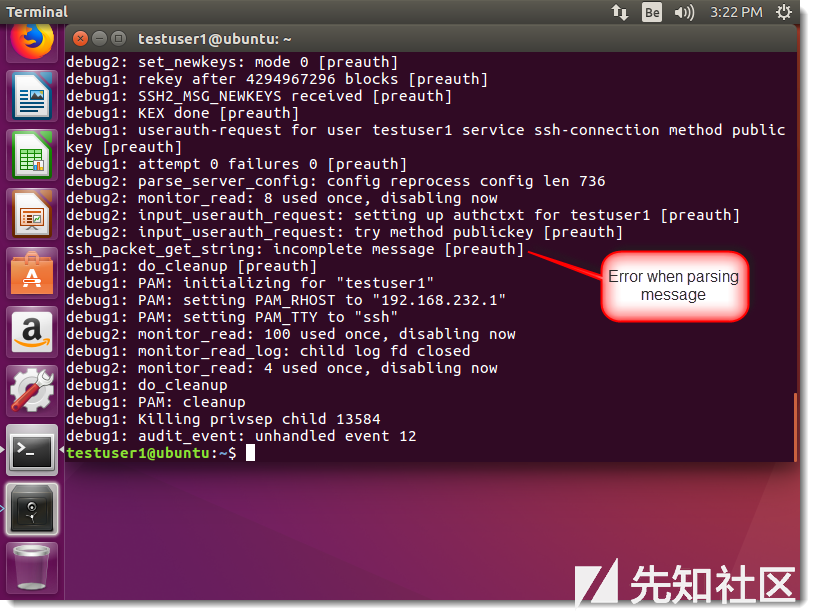 Terminal
Be
3:22 PM
testuser1@ubuntu: ~
debug2: set_newkeys: mode 0 [preauth]
debug1: rekey after 4294967296 blocks [preauth]
debug1: SSH2_MSG_NEWKEYS received [preauth]
debug1: KEX done [preauth]
debug1: userauth-request for user testuser1 service ssh-connection method public
key [preauth]
debug1: attempt 0 failures 0 [preauth]
debug2: parse_server_config: config reprocess config len 736
debug2: monitor_read: 8 used once, disabling now
debug2: input_userauth_request: setting up authctxt for testuser1 [preauth]
debug2: input_userauth_request: try method publickey [preauth]
ssh_packet_get_string: incomplete message [preauth]
debug1: do_cleanup [preauth]
debug1: PAM: initializing for "testuser1"
debug1: PAM: setting PAM_RHOST to "192.168.232.1"
debug1: PAM: setting PAM_TTY to "ssh"
debug2: monitor_read: 100 used once, disabling now
debug1: monitor_read_log: child log fd closed
debug2: monitor_read: 4 used once, disabling now
debug1: do_cleanup
debug1: PAM: cleanup
debug1: Killing privsep child 13584
debug1: audit_event: unhandled event 12
testuser1@ubuntu:~$
Error when parsing
message
先知社区